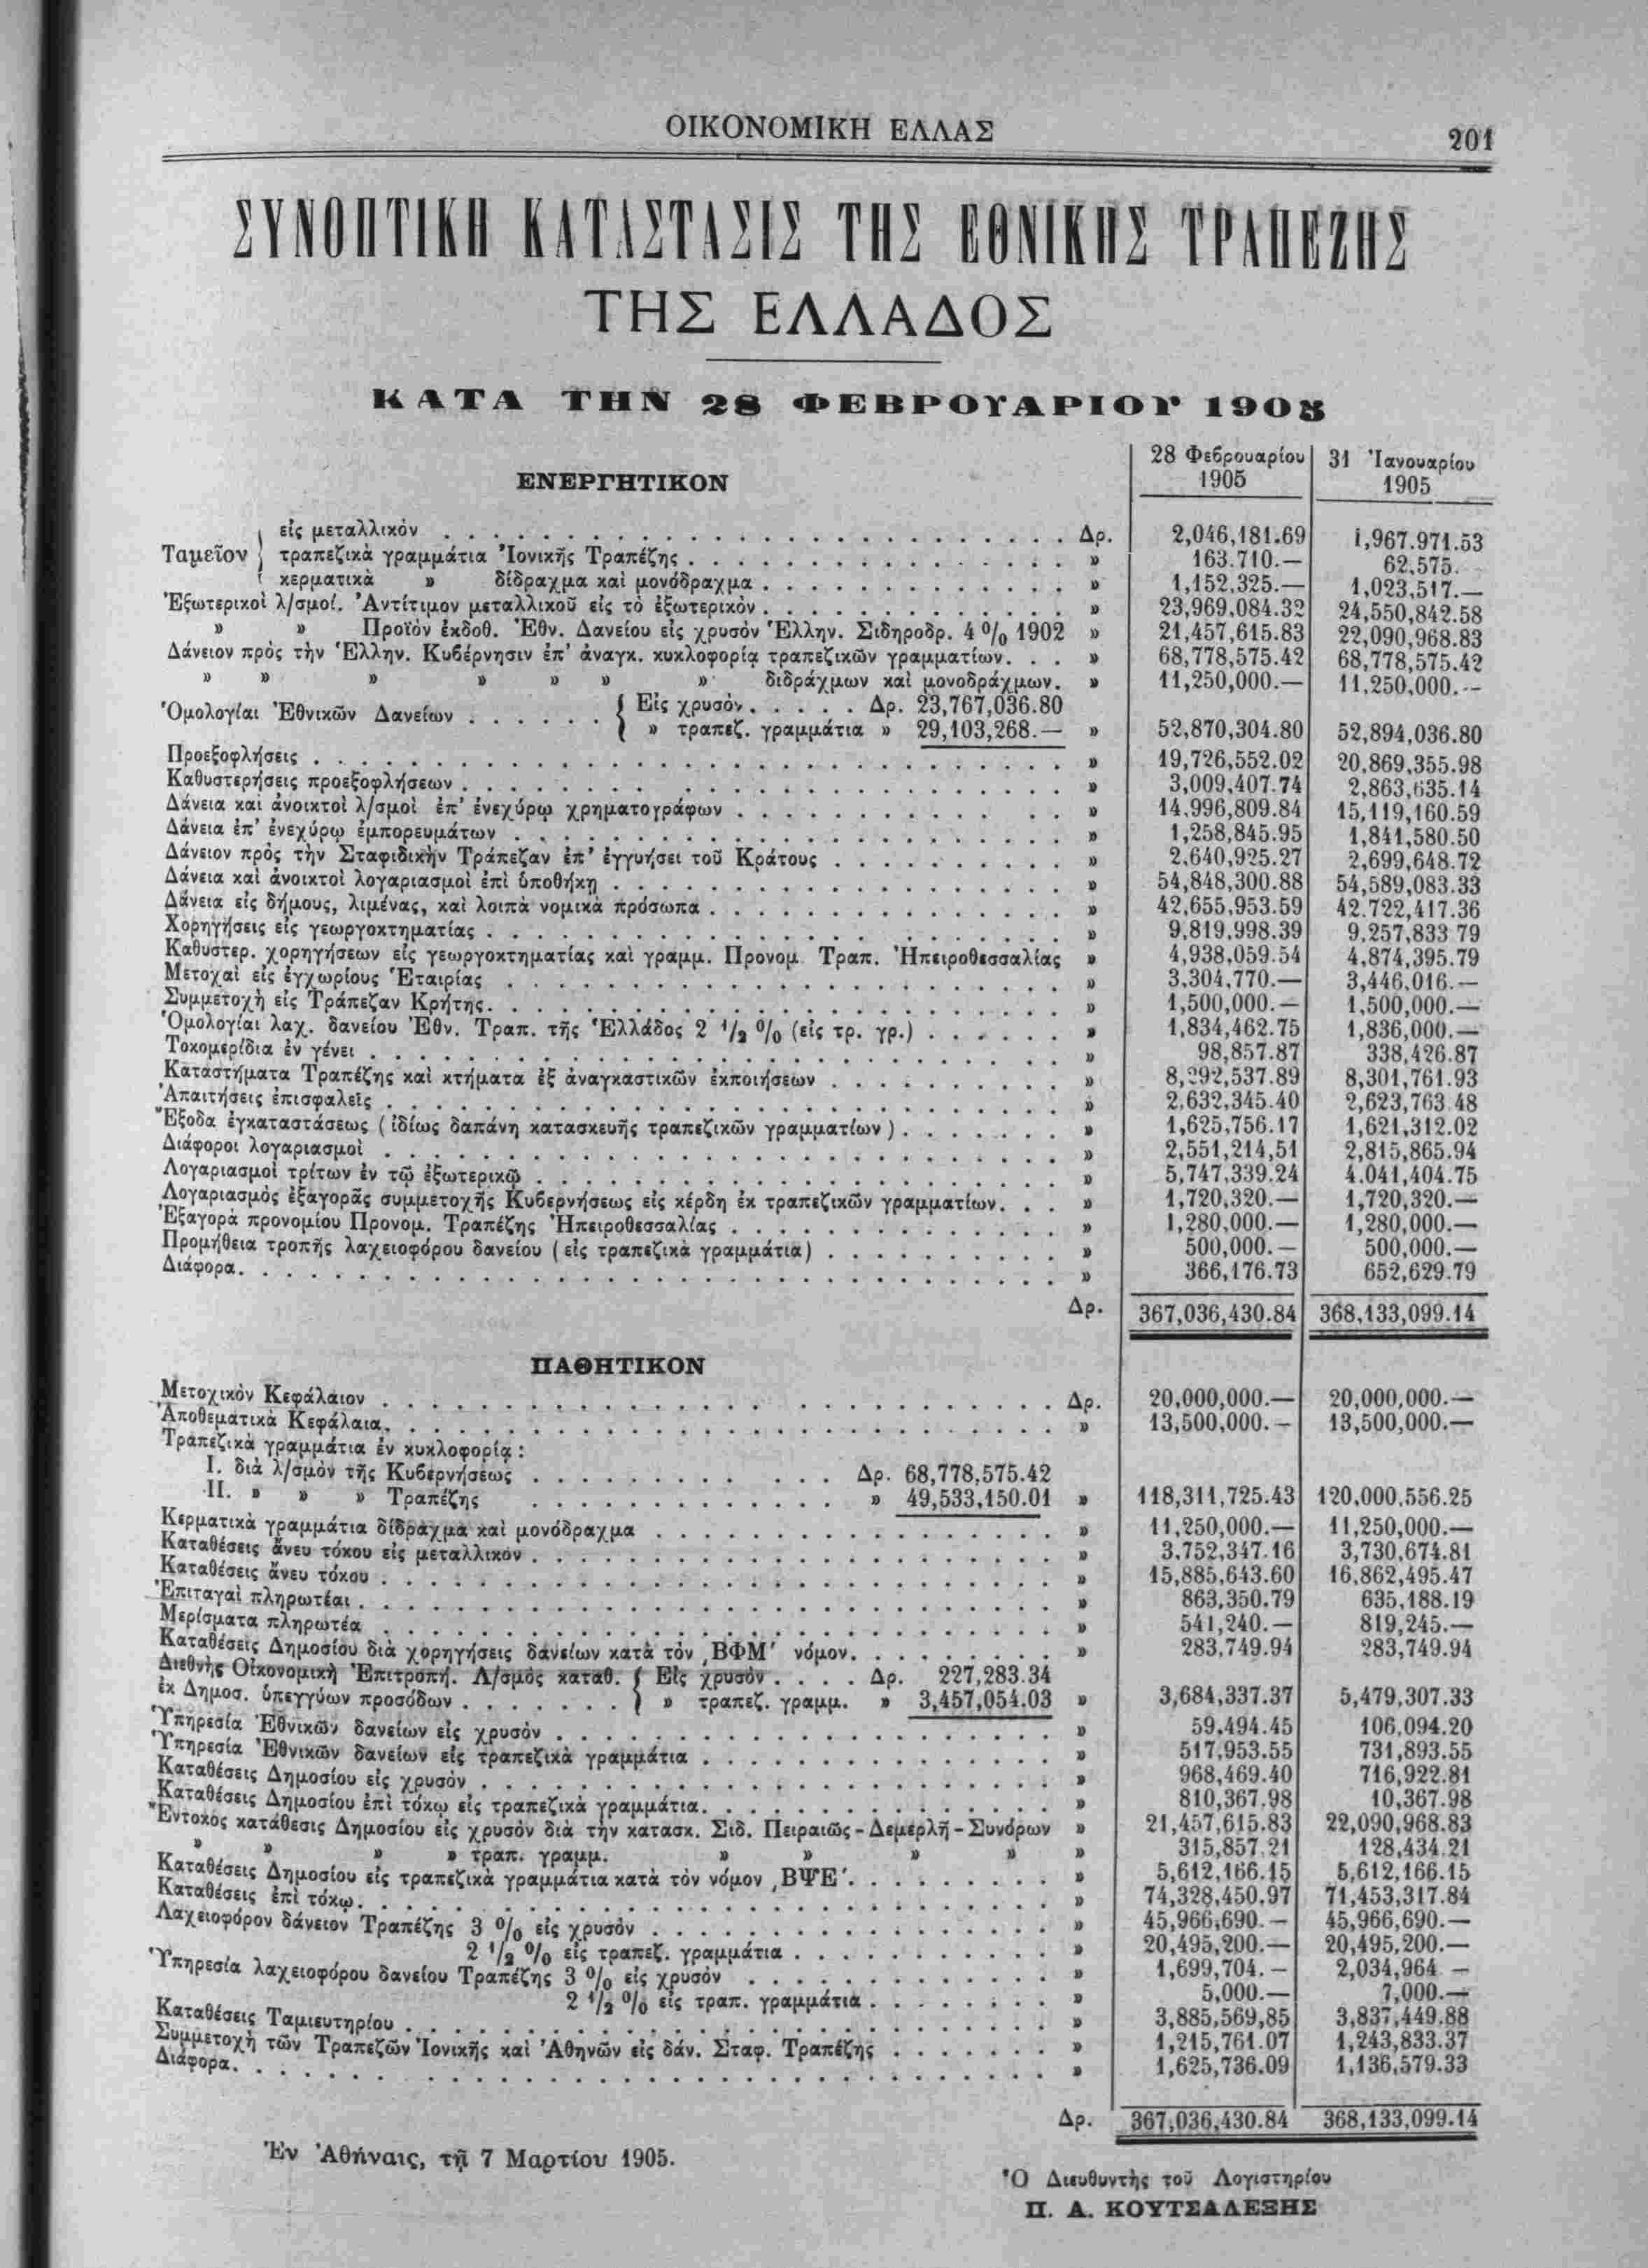 ΟΙΚΟΝΟΜΙΚΗ ΕΛΛΑΣ 201
ΣΥΝΟΠΤΙΚΗ ΚΑΤΑΣΤΑΣΙΣ ΤΗΣ ΕΘΝΙΚΗΣ ΤΡΑΠΕΖΗΣ
ΤΗΣ ΕΛΛΑΔΟΣ
ΚΑΤΑ ΤΗΝ 28 ΦΕΒΡΟΥΑΡΙΟΥ 1905
ΕΝΕΡΓΗΤΙΚΟΝ 28 Φεβρουαρίου 1905 31 Ἰανουαρίου 1905
Ταμεῖον { εἰς μεταλλικὸν . . . Δρ. 2,046,181.69 1,967.971.53
τραπεζικὰ γραμμάτια Ἰονικῆς Τραπέζης . . . » 163.710.— 62.575.—
κερματικὰ » δίδραχμα καὶ μονόδραχμα . . . » 1,152,325.— 1,023,517.—
Ἐξωτερικοὶ λ/σμοί. Ἀντίτιμον μεταλλικοῦ εἰς τὸ ἐξωτερικὸν . . . » 23,969,084.32 24,550,842.58
» » Προϊὸν ἐκδοθ. Ἐθν. Δανείου εἰς χρυσὸν Ἑλλην. Σιδηροδρ. 4 % 1902 » 21,457,615.83 22,090,968.83
Δάνειον πρὸς τὴν Ἑλλην. Κυβέρνησιν ἐπ' ἀναγκ. κυκλοφορίᾳ τραπεζικῶν γραμματίων. . . » 68,778,575.42 68,778,575.42
» » » » » » » διδράχμων καὶ μονοδράχμων. » 11,250,000.— 11,250,000.—
Ὁμολογίαι Ἐθνικῶν Δανείων . . . { Εἰς χρυσὸν . . . Δρ. 23,767,036.80
» τραπεζ. γραμμάτια » 29,103,268.— » 52,870,304.80 52,894,036.80
Προεξοφλήσεις . . . » 19,726,552.02 20,869,355.98
Καθυστερήσεις προεξοφλήσεων . . . » 3,009,407.74 2,863,635.14
Δάνεια καὶ ἀνοικτοὶ λ/σμοὶ ἐπ' ἐνεχύρῳ χρηματογράφων . . . » 14,996,809.84 15,119,160.59
Δάνεια ἐπ' ἐνεχύρῳ ἐμπορευμάτων . . . » 1,258,845.95 1,841,580.50
Δάνειον πρὸς τὴν Σταφιδικὴν Τράπεζαν ἐπ' ἐγγυήσει τοῦ Κράτους . . . » 2,640,925.27 2,699,648.72
Δάνεια καὶ ἀνοικτοὶ λογαριασμοὶ ἐπὶ ὑποθήκῃ . . . » 54,848,300.88 54,589,083.33
Δάνεια εἰς δήμους, λιμένας, καὶ λοιπὰ νομικὰ πρόσωπα . . . » 42,655,953.59 42.722,417.36
Χορηγήσεις εἰς γεωργοκτηματίας . . . » 9,819,998.39 9,257,833 79
Καθυστερ. χορηγήσεων εἰς γεωργοκτηματίας καὶ γραμμ. Προνομ. Τραπ. Ἠπειροθεσσαλίας » 4,938,059.54 4,874,395.79
Μετοχαὶ εἰς ἐγχωρίους Ἑταιρίας . . . » 3,304,770.— 3,446,016.—
Συμμετοχὴ εἰς Τράπεζαν Κρήτης. . . . » 1,500,000.— 1,500,000.—
Ὁμολογίαι λαχ. δανείου Ἐθν. Τραπ. τῆς Ἑλλάδος 2 1/2 % (εἰς τρ. γρ.) . . . » 1,834,462.75 1,836,000.—
Τοκομερίδια ἐν γένει . . . » 98,857.87 338,426.87
Καταστήματα Τραπέζης καὶ κτήματα ἐξ ἀναγκαστικῶν ἐκποιήσεων . . . » 8,292,537.89 8,301,761.93
Ἀπαιτήσεις ἐπισφαλεῖς . . . » 2,632,345.40 2,623,763 48
Ἔξοδα ἐγκαταστάσεως (ἰδίως δαπάνη κατασκευῆς τραπεζικῶν γραμματίων) . . . » 1,625,756.17 1,621,312.02
Διάφοροι λογαριασμοὶ . . . » 2,551,214,51 2,815,865.94
Λογαριασμοὶ τρίτων ἐν τῷ ἐξωτερικῷ . . . » 5,747,339.24 4.041,404.75
Λογαριασμὸς ἐξαγορᾶς συμμετοχῆς Κυβερνήσεως εἰς κέρδη ἐκ τραπεζικῶν γραμματίων. . . » 1,720,320.— 1,720,320.—
Ἐξαγορὰ προνομίου Προνομ. Τραπέζης Ἠπειροθεσσαλίας . . . » 1,280,000.— 1,280,000.—
Προμήθεια τροπῆς λαχειοφόρου δανείου (εἰς τραπεζικὰ γραμμάτια) . . . » 500,000.— 500,000.—
Διάφορα. . . . » 366,176.73 652,629.79
Δρ. 367,036,430.84 368,133,099.14
ΠΑΘΗΤΙΚΟΝ
Μετοχικὸν Κεφάλαιον . . . Δρ. 20,000,000.— 20,000,000.—
Ἀποθεματικὰ Κεφάλαια. . . . » 13,500,000.— 13,500,000.—
Τραπεζικὰ γραμμάτια ἐν κυκλοφορίᾳ :
I. διὰ λ/σμὸν τῆς Κυβερνήσεως . . . Δρ. 68,778,575.42
II. » » » Τραπέζης . . . » 49,533,150.01 » 118,311,725.43 120,000,556.25
Κερματικὰ γραμμάτια δίδραχμα καὶ μονόδραχμα . . . » 11,250,000.— 11,250,000.—
Καταθέσεις ἄνευ τόκου εἰς μεταλλικὸν . . . » 3,752,347.16 3,730,674.81
Καταθέσεις ἄνευ τόκου . . . » 15,885,643.60 16,862,495.47
Ἐπιταγαὶ πληρωτέαι . . . » 863,350.79 635,188.19
Μερίσματα πληρωτέα . . . » 541,240.— 819,245.—
Καταθέσεις Δημοσίου διὰ χορηγήσεις δανείων κατὰ τὸν ͵ΒΦΜ' νόμον. . . . » 283,749.94 283,749.94
Διεθνὴς Οἰκονομικὴ Ἐπιτροπή. Λ/σμὸς καταθ. { Εἰς χρυσὸν . . . Δρ. 227,283.34
ἐκ Δημοσ. ὑπεγγύων προσόδων . . . » τραπεζ. γραμμ. » 3,457,054.03 » 3,684,337.37 5,479,307.33
Ὑπηρεσία Ἐθνικῶν δανείων εἰς χρυσὸν . . . » 59,494.45 106,094.20
Ὑπηρεσία Ἐθνικῶν δανείων εἰς τραπεζικὰ γραμμάτια . . . » 517,953.55 731,893.55
Καταθέσεις Δημοσίου εἰς χρυσὸν . . . » 968,469.40 716,922.81
Καταθέσεις Δημοσίου ἐπὶ τόκῳ εἰς τραπεζικὰ γραμμάτια. . . . » 810,367.98 10,367.98
Ἔντοκος κατάθεσις Δημοσίου εἰς χρυσὸν διὰ τὴν κατασκ. Σιδ. Πειραιῶς - Δεμερλῆ - Συνόρων » 21,457,615.83 22,090,968.83
» » » » τραπ. γραμμ. » » » » » 315,857.21 128,434.21
Καταθέσεις Δημοσίου εἰς τραπεζικὰ γραμμάτια κατὰ τὸν νόμον ͵ΒΨΕ΄. . . . » 5,612,166.15 5,612,166.15
Καταθέσεις ἐπὶ τόκῳ. . . . » 74,328,450.97 71,453,317.84
Λαχειοφόρον δάνειον Τραπέζης 3 % εἰς χρυσὸν . . . » 45,966,690.— 45,966,690.—
2 1/2 % εἰς τραπεζ. γραμμάτια . . . » 20,495,200.— 20,495,200.—
Ὑπηρεσία λαχειοφόρου δανείου Τραπέζης 3 % εἰς χρυσὸν . . . » 1,699,704.— 2,034,964 —
2 1/2 % εἰς τραπ. γραμμάτια . . . » 5,000.— 7,000.—
Καταθέσεις Ταμιευτηρίου . . . » 3,885,569,85 3,837,449.88
Συμμετοχὴ τῶν Τραπεζῶν Ἰονικῆς καὶ Ἀθηνῶν εἰς δάν. Σταφ. Τραπέζης . . . » 1,215,761.07 1,243,833.37
Διάφορα. . . . » 1,625,736.09 1,136,579.33
Δρ. 367,036,430.84 368,133,099.14
Ἐν Ἀθήναις, τῇ 7 Μαρτίου 1905.
Ὁ Διευθυντὴς τοῦ Λογιστηρίου
Π. Α. ΚΟΥΤΣΑΛΕΞΗΣ